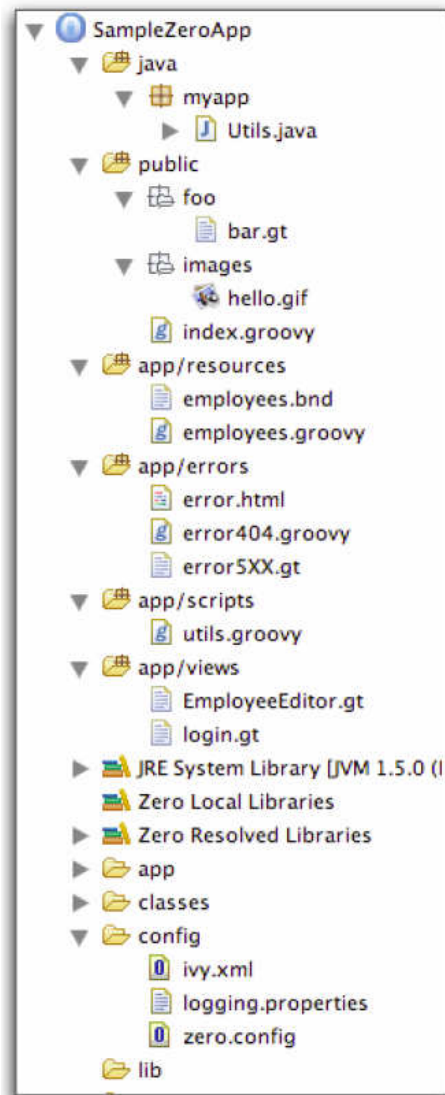 SampleZeroApp
java
myapp
Utils.java
public
foo
bar.gt
images
hello.gif
index.groovy
app/resources
employees.bnd
employees.groovy
app/errors
error.html
error404.groovy
error5XX.gt
app/scripts
utils.groovy
app/views
EmployeeEditor.gt
login.gt
JRE System Library [JVM 1.5.0 (
Zero Local Libraries
Zero Resolved Libraries
app
classes
config
ivy.xml
logging.properties
zero.config
lib